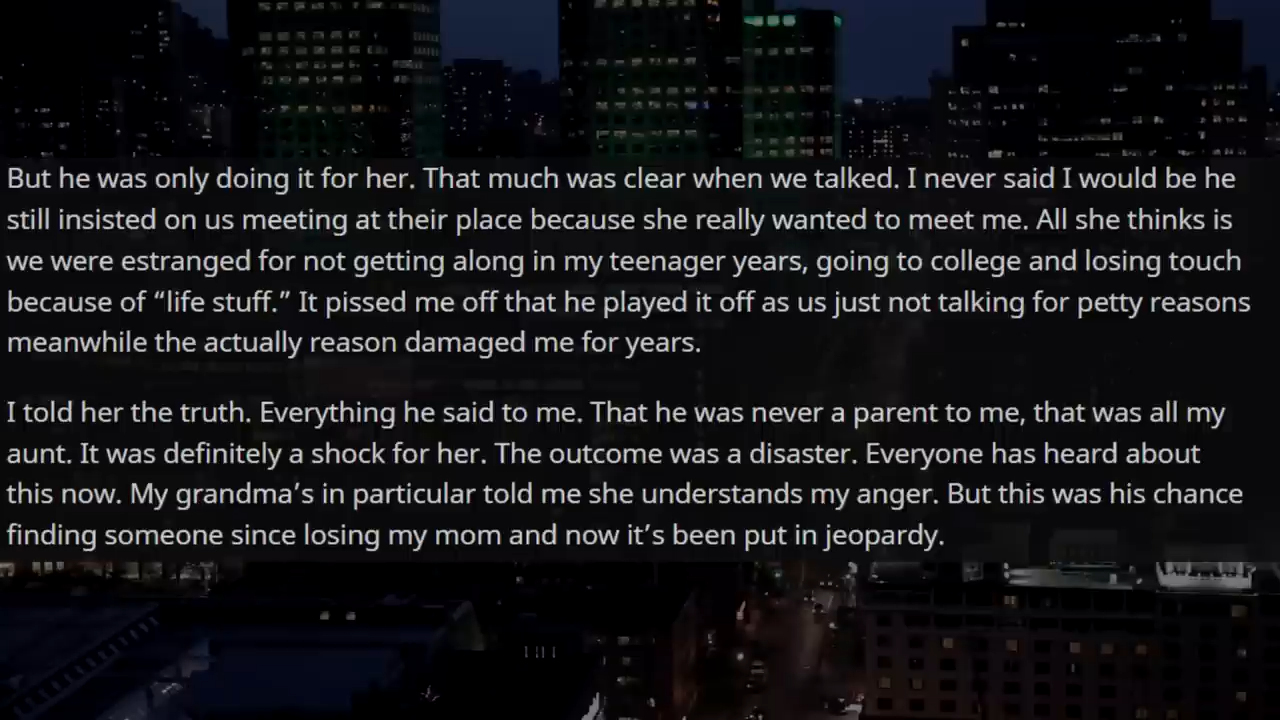 But he was only doing it for her. That much was clear when we talked. I never said I would be he
still insisted on us meeting at their place because she really wanted to meet me. All she thinks is
we were estranged for not getting along in my teenager years, going to college and losing touch
because of “life stuff.” It pissed me off that he played it off as us just not talking for petty reasons
meanwhile the actually reason damaged me for years.
I told her the truth. Everything he said to me. That he was never a parent to me, that was all my
aunt. It was definitely a shock for her. The outcome was a disaster. Everyone has heard about
this now. My grandma’s in particular told me she understands my anger. But this was his chance
finding someone since losing my mom and now it’s been put in jeopardy.